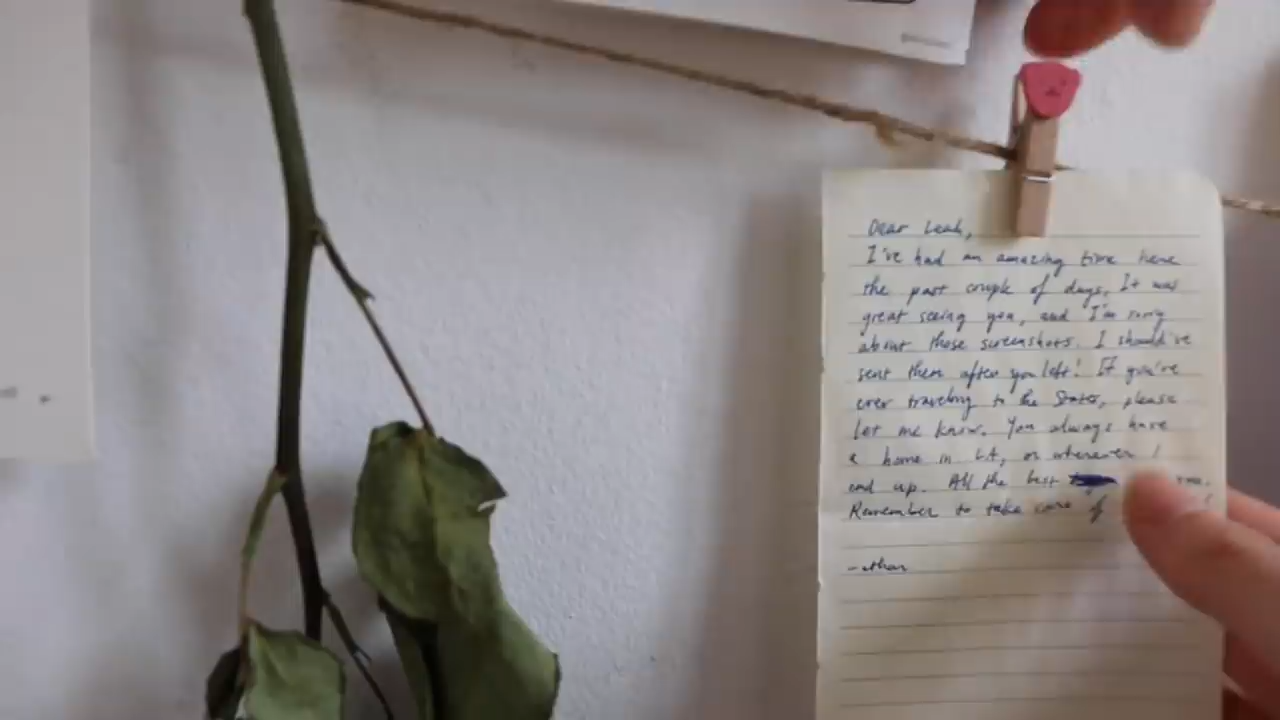 Dear Leah,
I've had an amazing time here
the past couple of days. It was
great seeing you, and I'm sorry
about those screenshots. I should've
sent them after you left! If you're
ever traveling to the States, please
let me know. You always have
a home in LA, or wherever I
end up. All the best
Remember to take care of
-ethan